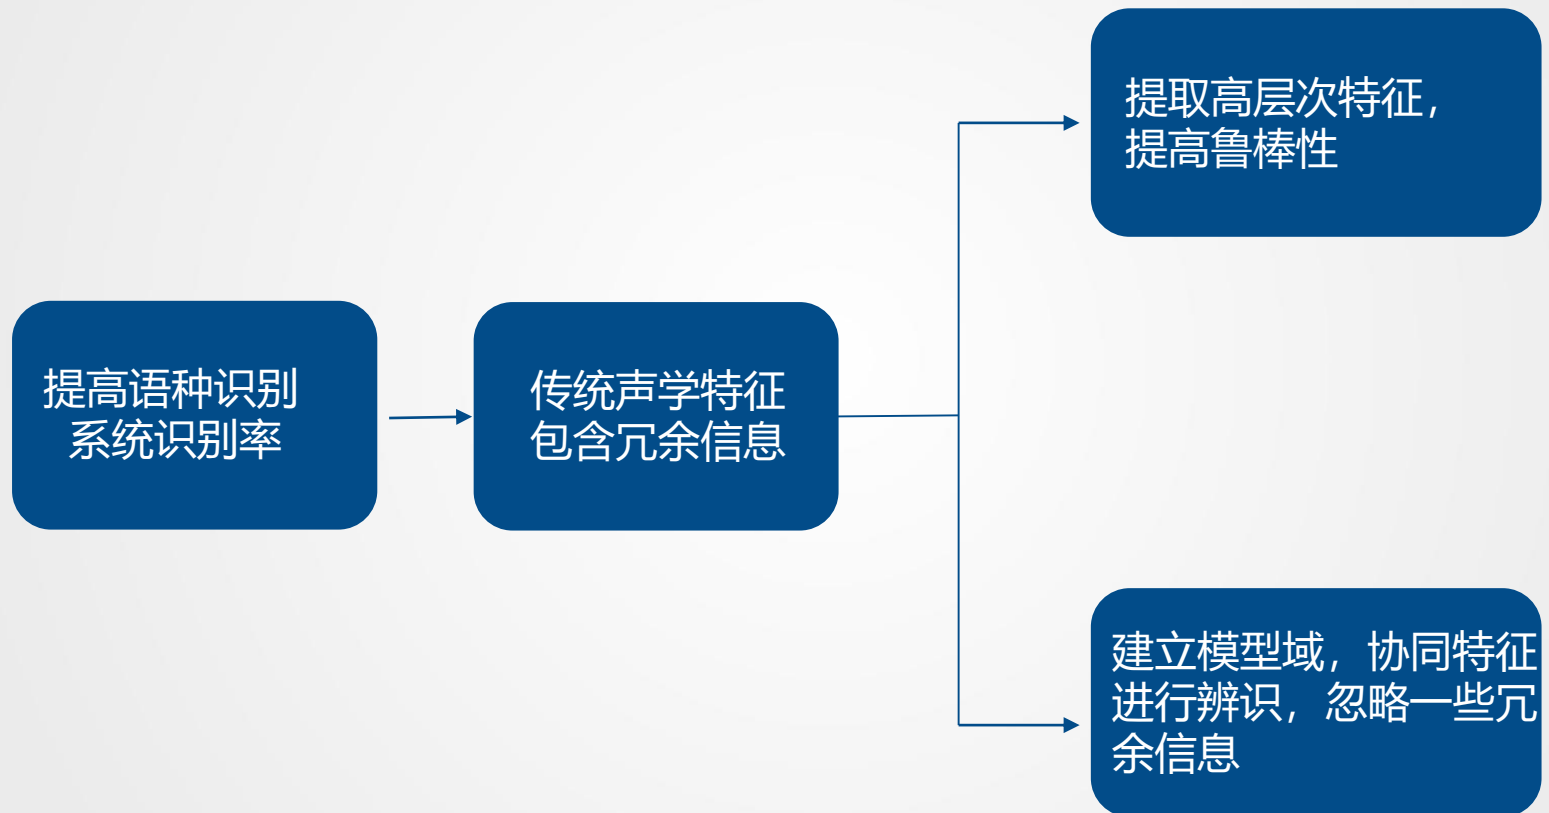 提高语种识别
系统识别率
传统声学特征
包含冗余信息
提取高层次特征，
提高鲁棒性
建立模型域，协同特征
进行辨识，忽略一些冗
余信息